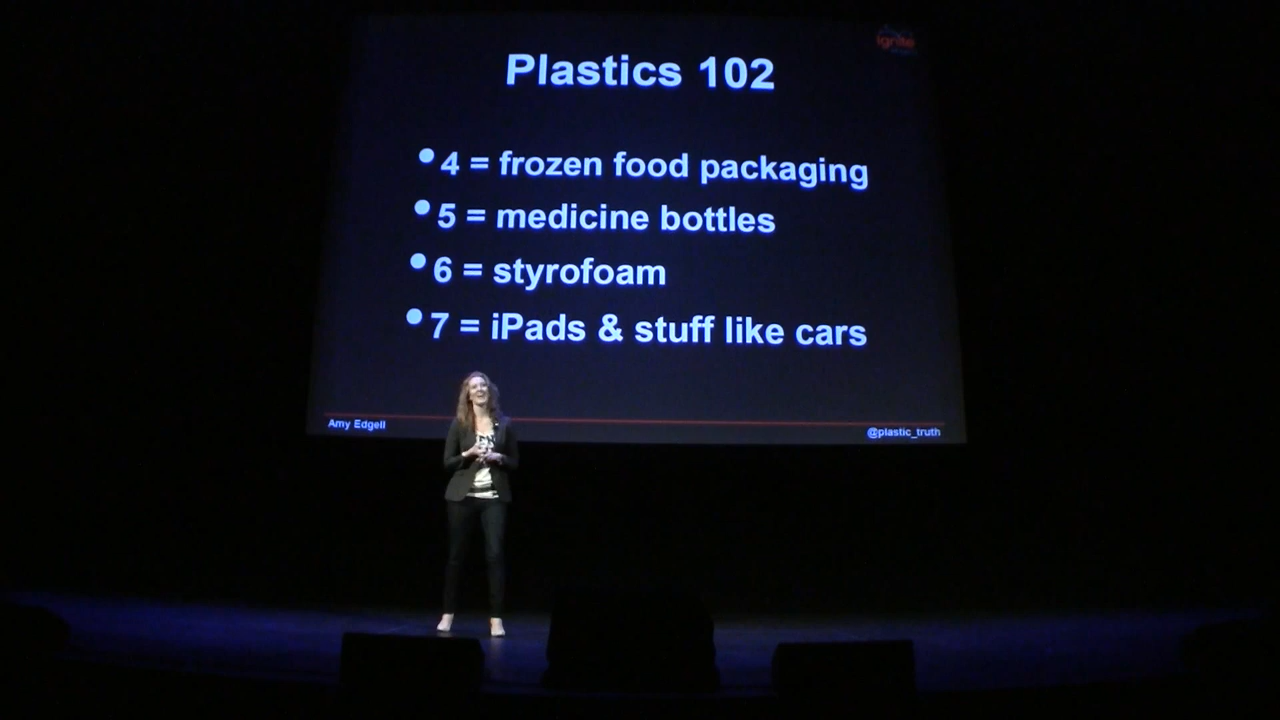 ignite
Plastics 102
•4 = frozen food packaging
•5 = medicine bottles
•6 = styrofoam
•7 = iPads & stuff like cars
Amy Edgell
@plastic_truth